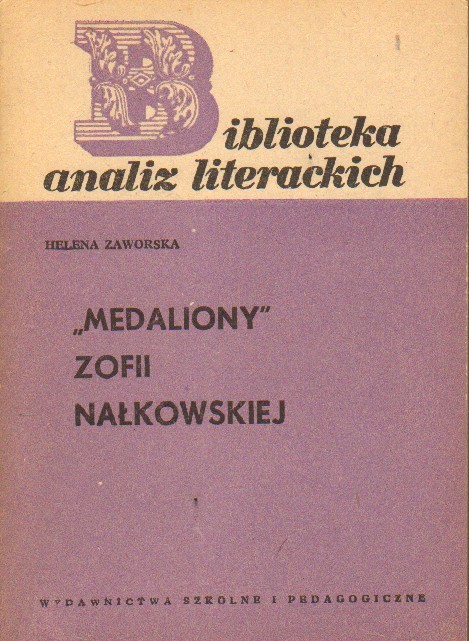 Biblioteka
analiz literackich
HELENA ZAWORSKA
„MEDALIONY”
ZOFII
NAŁKOWSKIEJ
WYDAWNICTWA SZKOLNE I PEDAGOGICZNE